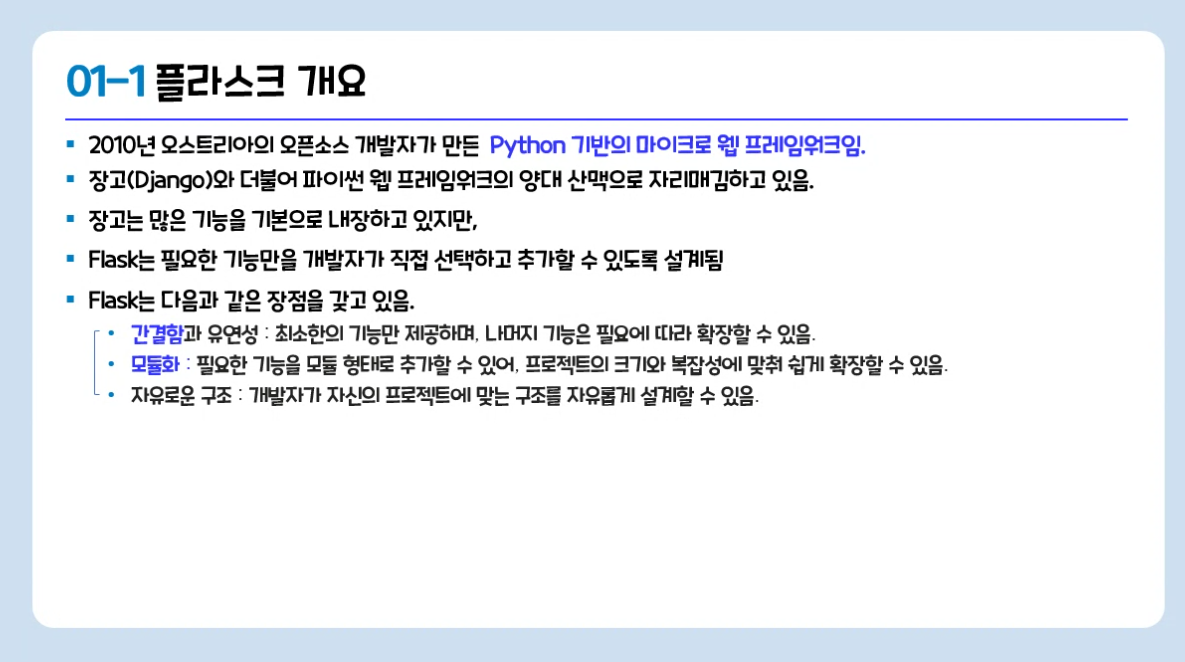 01-1 플라스크 개요
▪ 2010년 오스트리아의 오픈소스 개발자가 만든 Python 기반의 마이크로 웹 프레임워크임.
▪ 장고(Django)와 더불어 파이썬 웹 프레임워크의 양대 산맥으로 자리매김하고 있음.
▪ 장고는 많은 기능을 기본으로 내장하고 있지만,
▪ Flask는 필요한 기능만을 개발자가 직접 선택하고 추가할 수 있도록 설계됨
▪ Flask는 다음과 같은 장점을 갖고 있음.
• 간결함과 유연성 : 최소한의 기능만 제공하며, 나머지 기능은 필요에 따라 확장할 수 있음.
• 모듈화 : 필요한 기능을 모듈 형태로 추가할 수 있어, 프로젝트의 크기와 복잡성에 맞춰 쉽게 확장할 수 있음.
• 자유로운 구조 : 개발자가 자신의 프로젝트에 맞는 구조를 자유롭게 설계할 수 있음.